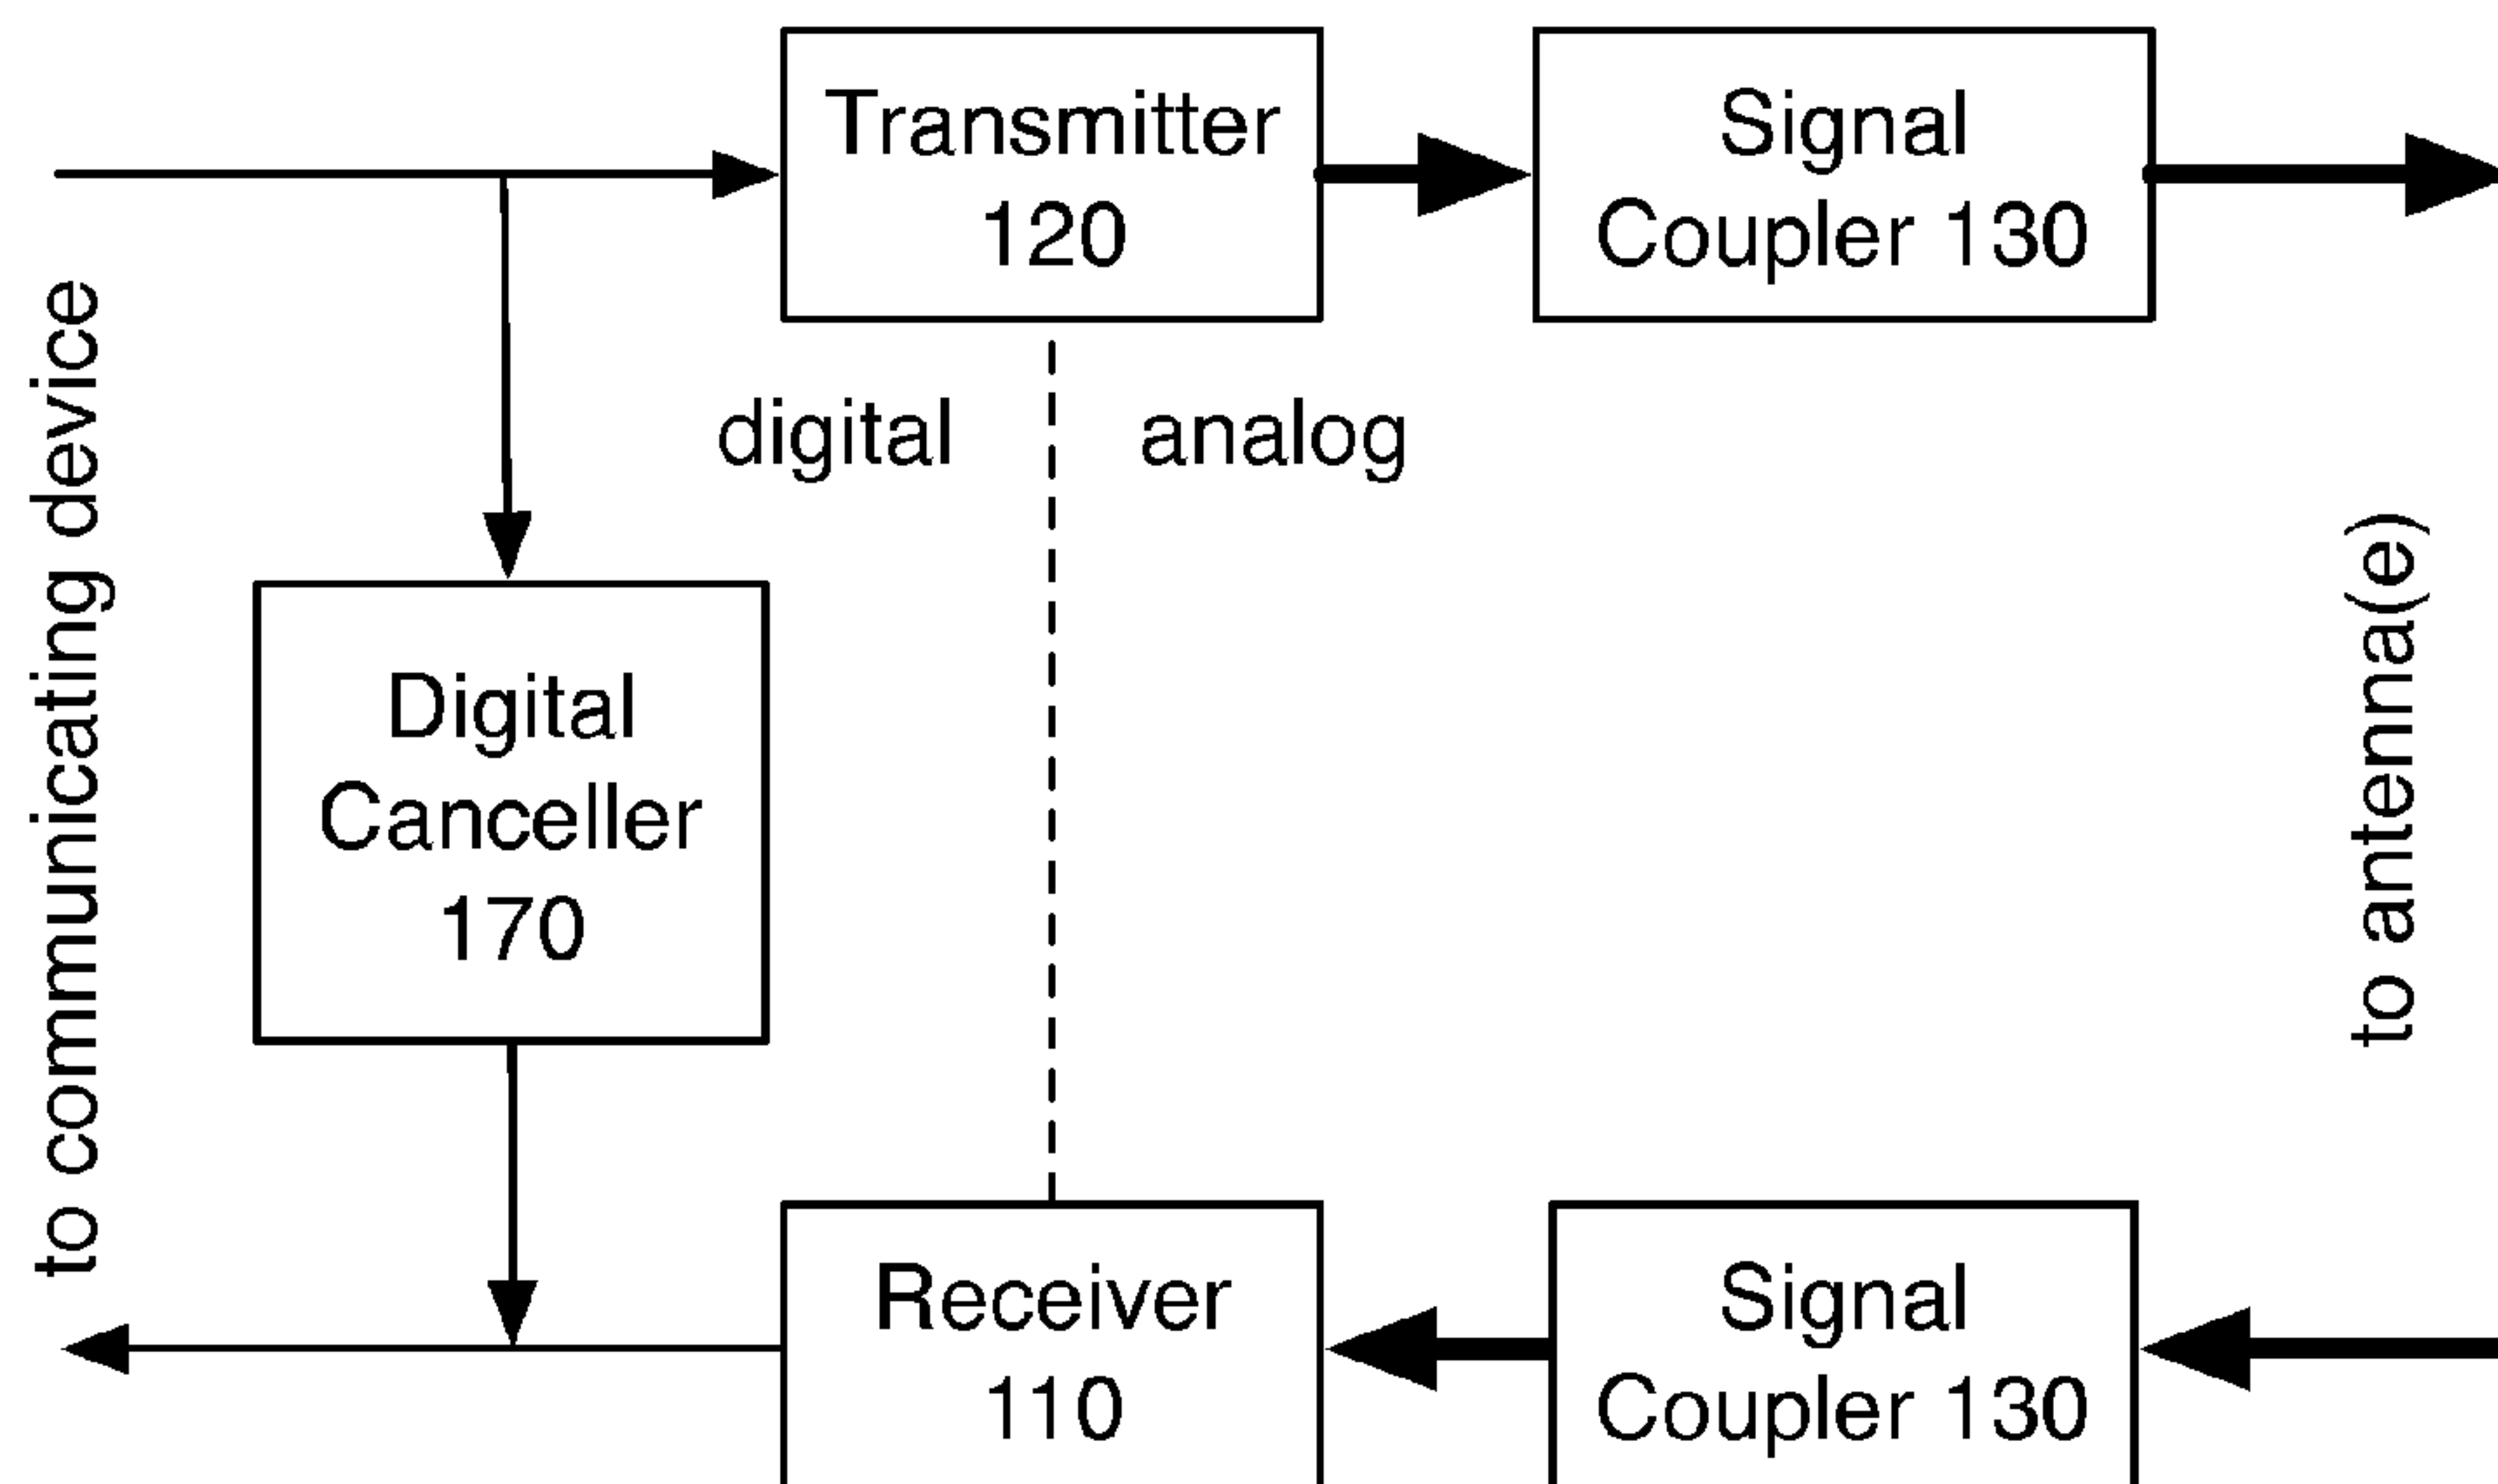 Transmitter
120
Signal
Coupler 130
digital
analog
to communicating device
Digital
Canceller
170
to antenna(e)
Receiver
110
Signal
Coupler 130